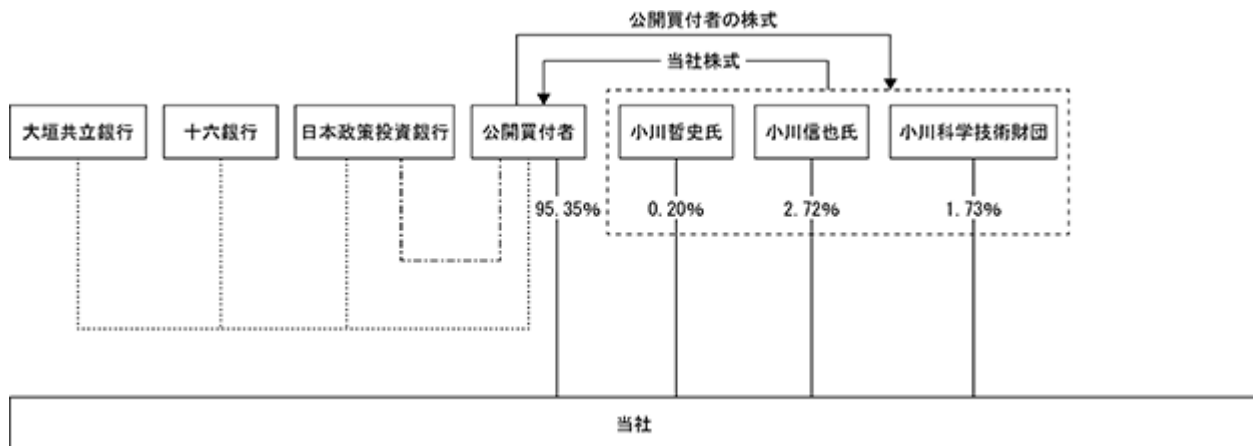 公開買付者の株式
当社株式
大垣共立銀行
十六銀行
日本政策投資銀行
公開買付者
小川哲史氏
小川信也氏
小川科学技術財団
95.35%
0.20%
2.72%
1.73%
当社